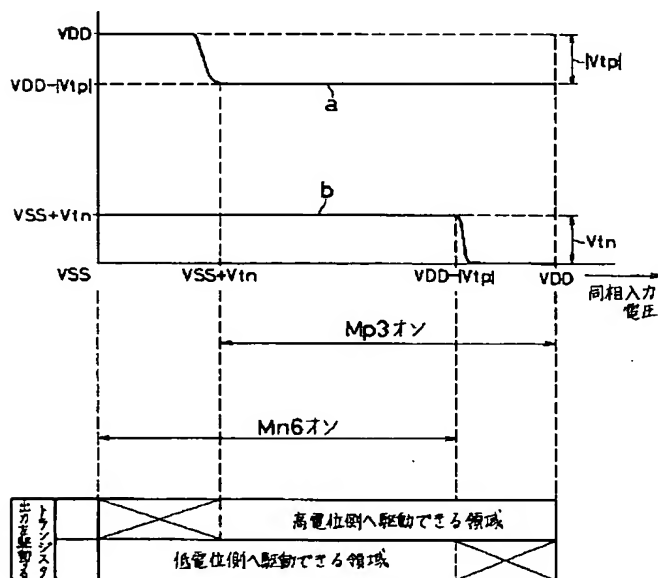 VDD
|Vtp|
VDD-|Vtp|
a
b
VSS+Vtn
Vtn
VSS
VSS+Vtn
VDD-|Vtp|
VDD
同相入力
電圧
Mp3オン
Mn6オン
出力を駆動する
トランジスタ
高電位側へ駆動できる領域
低電位側へ駆動できる領域